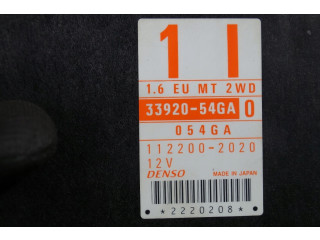 1 I
1.6 EU MT 2WD
33920-54GA 0
054GA
112200-2020
12V
DENSO MADE IN JAPAN
*2220208*